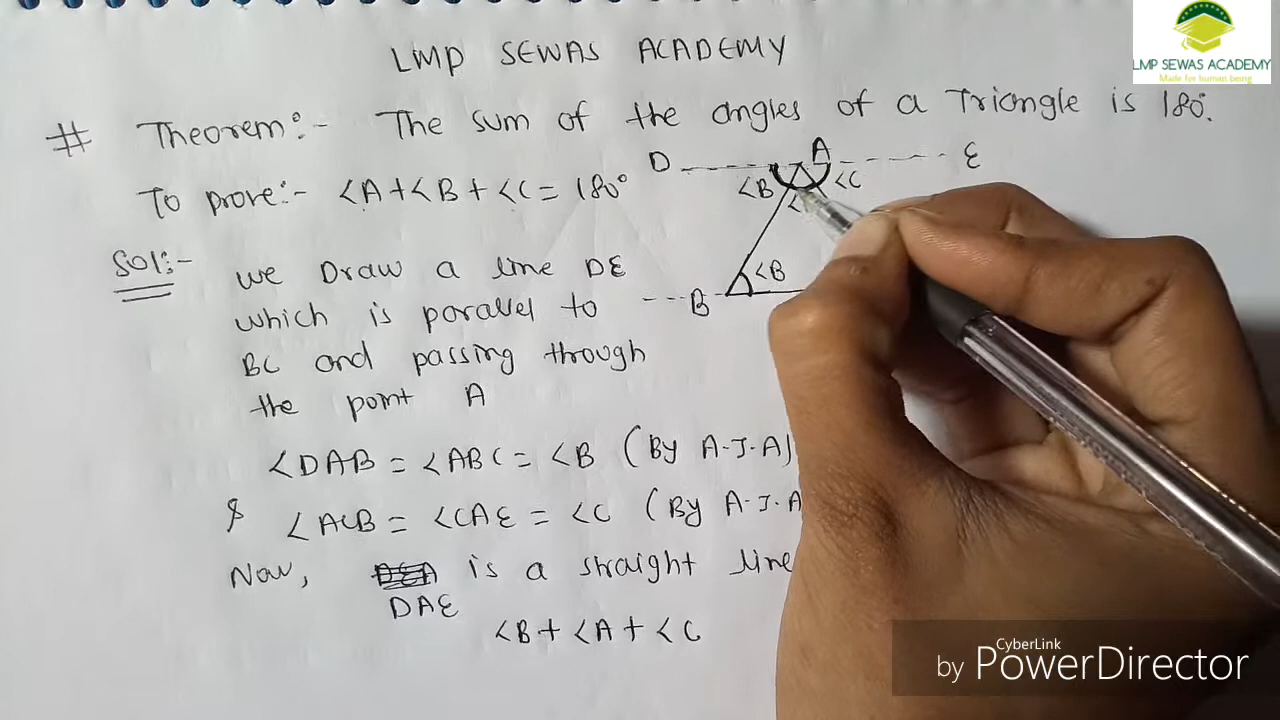 LMP SEWAS ACADEMY
LMP SEWAS ACADEMY
Made for human being
# Theorem:- The sum of the angles of a Triangle is 180°.
D A E
To prove:- <A+<B+<C=180°
<B <C
<
Sol:- we Draw a line DE
<B
which is parallel to
B
BC and passing through
the point A
<DAB = <ABC = <B (By A.I.A)
& <ACB = <CAE = <C (By A.I.A
Now, is a straight line
DAE
<B + <A + <C
CyberLink
by PowerDirector